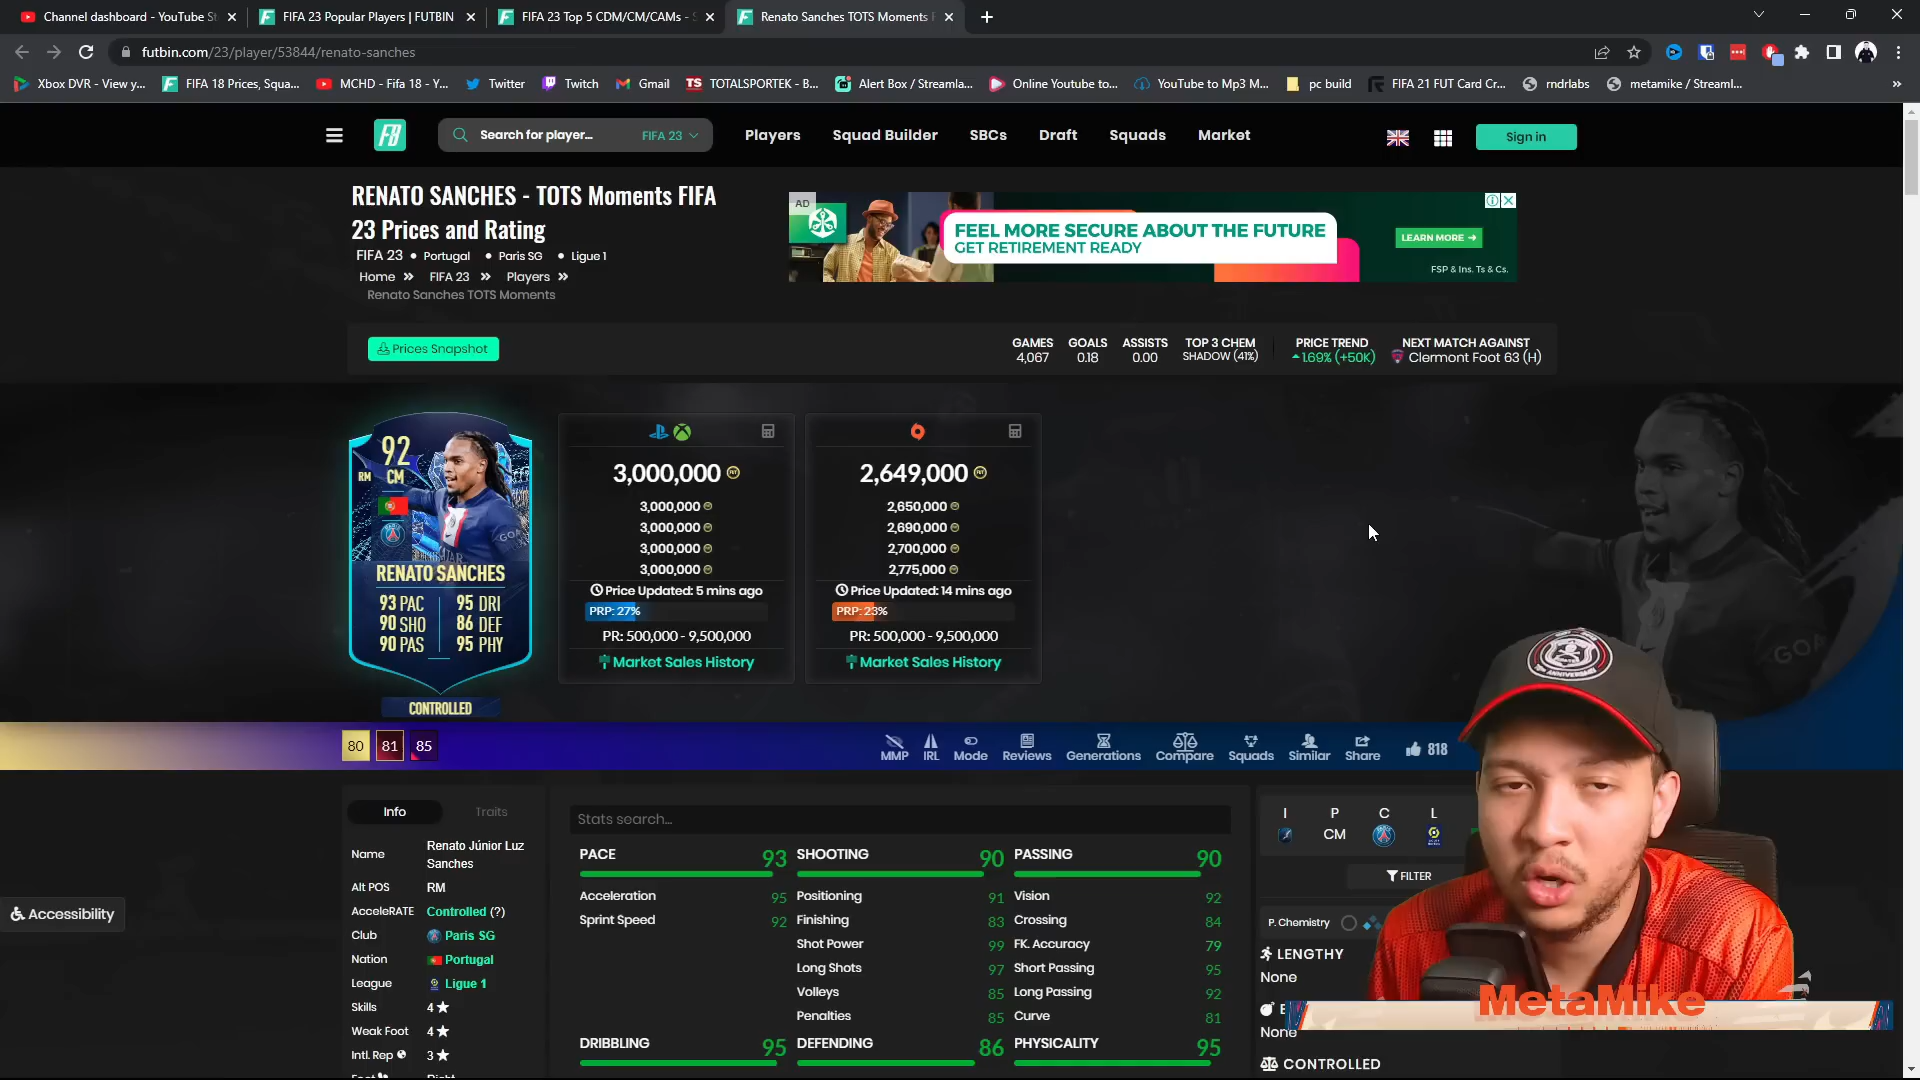 Channel dashboard - YouTube St
FIFA 23 Popular Players | FUTBIN
FIFA 23 Top 5 CDM/CM/CAMs - S
Renato Sanches TOTS Moments F
futbin.com/23/player/53844/renato-sanches
Xbox DVR - View y...
FIFA 18 Prices, Squa...
MCHD - Fifa 18 - Y...
Twitter
Twitch
Gmail
TS TOTALSPORTEK - B...
Alert Box / Streamla...
Online Youtube to...
YouTube to Mp3 M...
pc build
FIFA 21 FUT Card Cr...
rndrlabs
metamike / Streaml...
Search for player...
FIFA 23
Players
Squad Builder
SBCs
Draft
Squads
Market
Sign in
RENATO SANCHES - TOTS Moments FIFA
23 Prices and Rating
FIFA 23 • Portugal • Paris SG • Ligue 1
Home » FIFA 23 » Players »
Renato Sanches TOTS Moments
AD
FEEL MORE SECURE ABOUT THE FUTURE
GET RETIREMENT READY
LEARN MORE →
FSP & Ins. Ts & Cs.
Prices Snapshot
GAMES
4,067
GOALS
0.18
ASSISTS
0.00
TOP 3 CHEM
SHADOW (41%)
PRICE TREND
1.69% (+50K)
NEXT MATCH AGAINST
Clermont Foot 63 (H)
92
RM CM
RENATO SANCHES
93 PAC 95 DRI
90 SHO 86 DEF
90 PAS 95 PHY
CONTROLLED
3,000,000
3,000,000
3,000,000
3,000,000
3,000,000
Price Updated: 5 mins ago
PRP: 27%
PR: 500,000 - 9,500,000
Market Sales History
2,649,000
2,650,000
2,690,000
2,700,000
2,775,000
Price Updated: 14 mins ago
PRP: 23%
PR: 500,000 - 9,500,000
Market Sales History
GOA
80 81 85
MMP
IRL
Mode
Reviews
Generations
Compare
Squads
Similar
Share
818
Info
Traits
Name Renato Júnior Luz
Sanches
Alt POS RM
AcceleRATE Controlled (?)
Club Paris SG
Nation Portugal
League Ligue 1
Skills 4★
Weak Foot 4★
Intl. Rep 3★
Stats search...
PACE 93
Acceleration 95
Sprint Speed 92
SHOOTING 90
Positioning 91
Finishing 83
Shot Power 99
Long Shots 97
Volleys 85
Penalties 85
PASSING 90
Vision 92
Crossing 84
FK. Accuracy 79
Short Passing 95
Long Passing 92
Curve 81
DRIBBLING 95
DEFENDING 86
PHYSICALITY 95
I P C L
CM
FILTER
P. Chemistry
LENGTHY
None
None
CONTROLLED
Accessibility
MetaMike